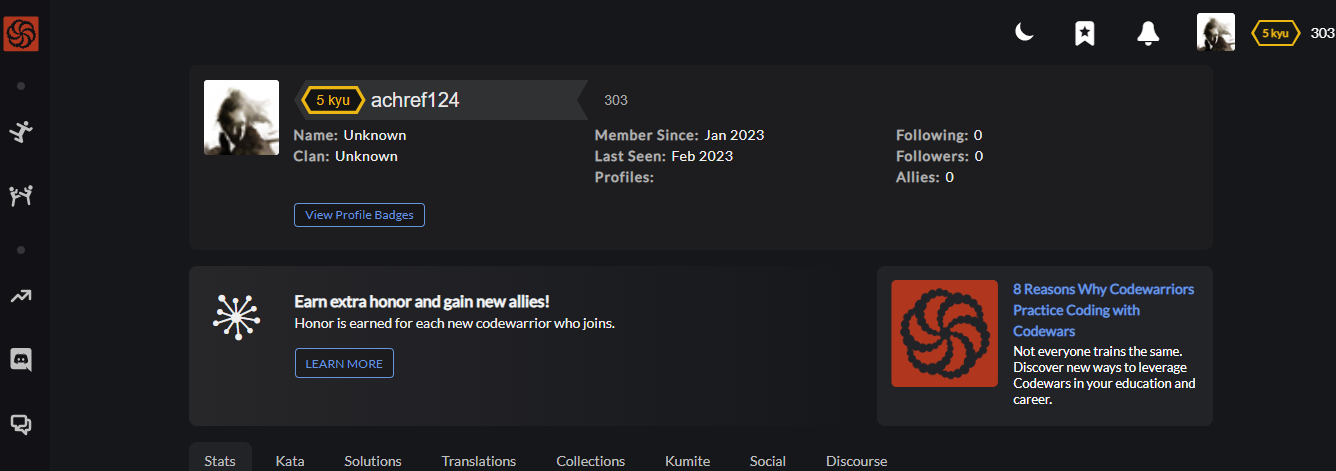 5 kyu 303
5 kyu achref124 303
Name: Unknown Member Since: Jan 2023 Following: 0
Clan: Unknown Last Seen: Feb 2023 Followers: 0
Profiles: Allies: 0
View Profile Badges
Earn extra honor and gain new allies!
Honor is earned for each new codewarrior who joins.
LEARN MORE
8 Reasons Why Codewarriors
Practice Coding with
Codewars
Not everyone trains the same.
Discover new ways to leverage
Codewars in your education and
career.
Stats Kata Solutions Translations Collections Kumite Social Discourse